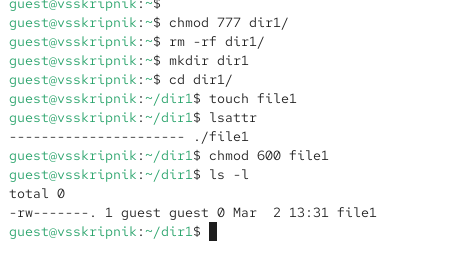 guest@vsskripnik:~$
guest@vsskripnik:~$ chmod 777 dir1/
guest@vsskripnik:~$ rm -rf dir1/
guest@vsskripnik:~$ mkdir dir1
guest@vsskripnik:~$ cd dir1/
guest@vsskripnik:~/dir1$ touch file1
guest@vsskripnik:~/dir1$ lsattr
---------------------- ./file1
guest@vsskripnik:~/dir1$ chmod 600 file1
guest@vsskripnik:~/dir1$ ls -l
total 0
-rw-------. 1 guest guest 0 Mar  2 13:31 file1
guest@vsskripnik:~/dir1$